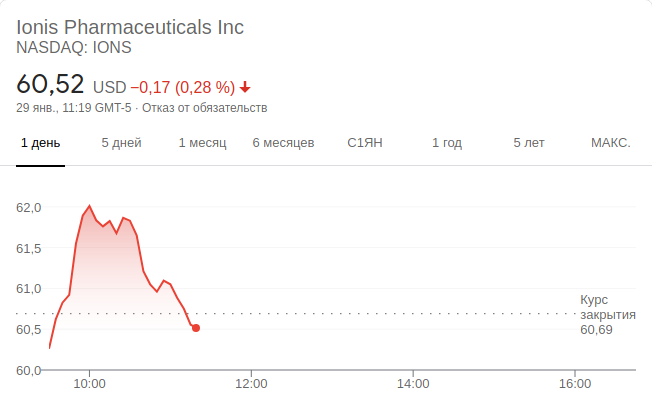 Ionis Pharmaceuticals Inc
NASDAQ: IONS
60,52 USD −0,17 (0,28 %)
29 янв., 11:19 GMT-5 · Отказ от обязательств
1 день 5 дней 1 месяц 6 месяцев С1ЯН 1 год 5 лет МАКС.
62,0
61,5
61,0
60,5
60,0
Курс
закрытия
60,69
10:00 12:00 14:00 16:00